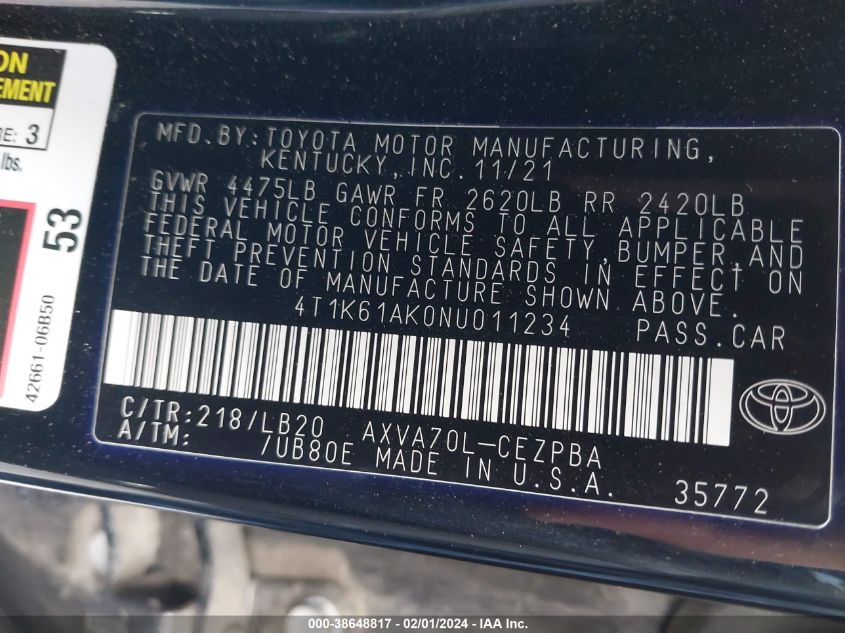 ON
EMENT
RE: 3
lbs.
53
42661-06B50
MFD.BY:TOYOTA MOTOR MANUFACTURING,
KENTUCKY,INC. 11/21
GVWR 4475LB GAWR FR 2620LB RR 2420LB
THIS VEHICLE CONFORMS TO ALL APPLICABLE
FEDERAL MOTOR VEHICLE SAFETY,BUMPER,AND
THEFT PREVENTION STANDARDS IN EFFECT ON
THE DATE OF MANUFACTURE SHOWN ABOVE.
4T1K61AK0NU011234 PASS.CAR
C/TR:218/LB20 AXVA70L-CEZPBA
A/TM: /UB80E MADE IN U.S.A.
35772
000-38648817 - 02/01/2024 - IAAI.com